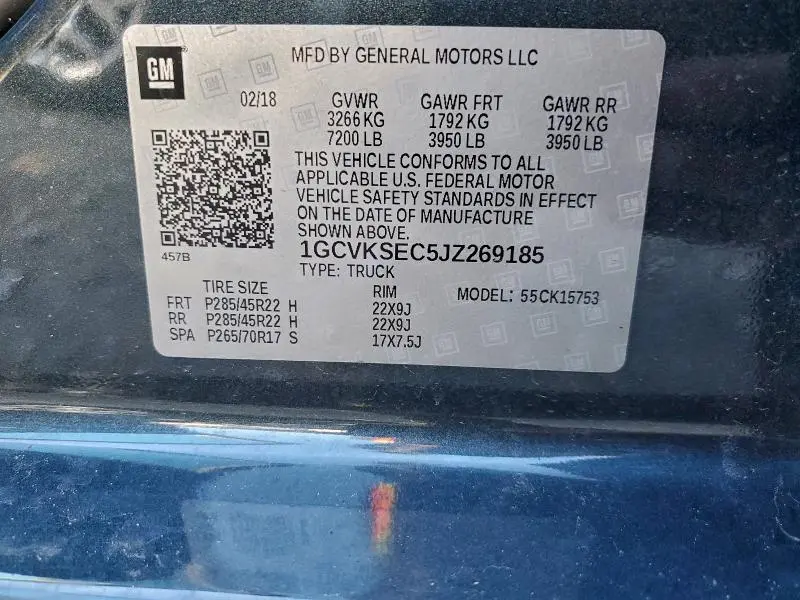 GM
MFD BY GENERAL MOTORS LLC
02/18 GVWR GAWR FRT GAWR RR
3266 KG 1792 KG 1792 KG
7200 LB 3950 LB 3950 LB
THIS VEHICLE CONFORMS TO ALL
APPLICABLE U.S. FEDERAL MOTOR
VEHICLE SAFETY STANDARDS IN EFFECT
ON THE DATE OF MANUFACTURE
SHOWN ABOVE.
457B
1GCVKSEC5JZ269185
TYPE: TRUCK
TIRE SIZE RIM MODEL: 55CK15753
FRT P285/45R22 H 22X9J
RR P285/45R22 H 22X9J
SPA P265/70R17 S 17X7.5J